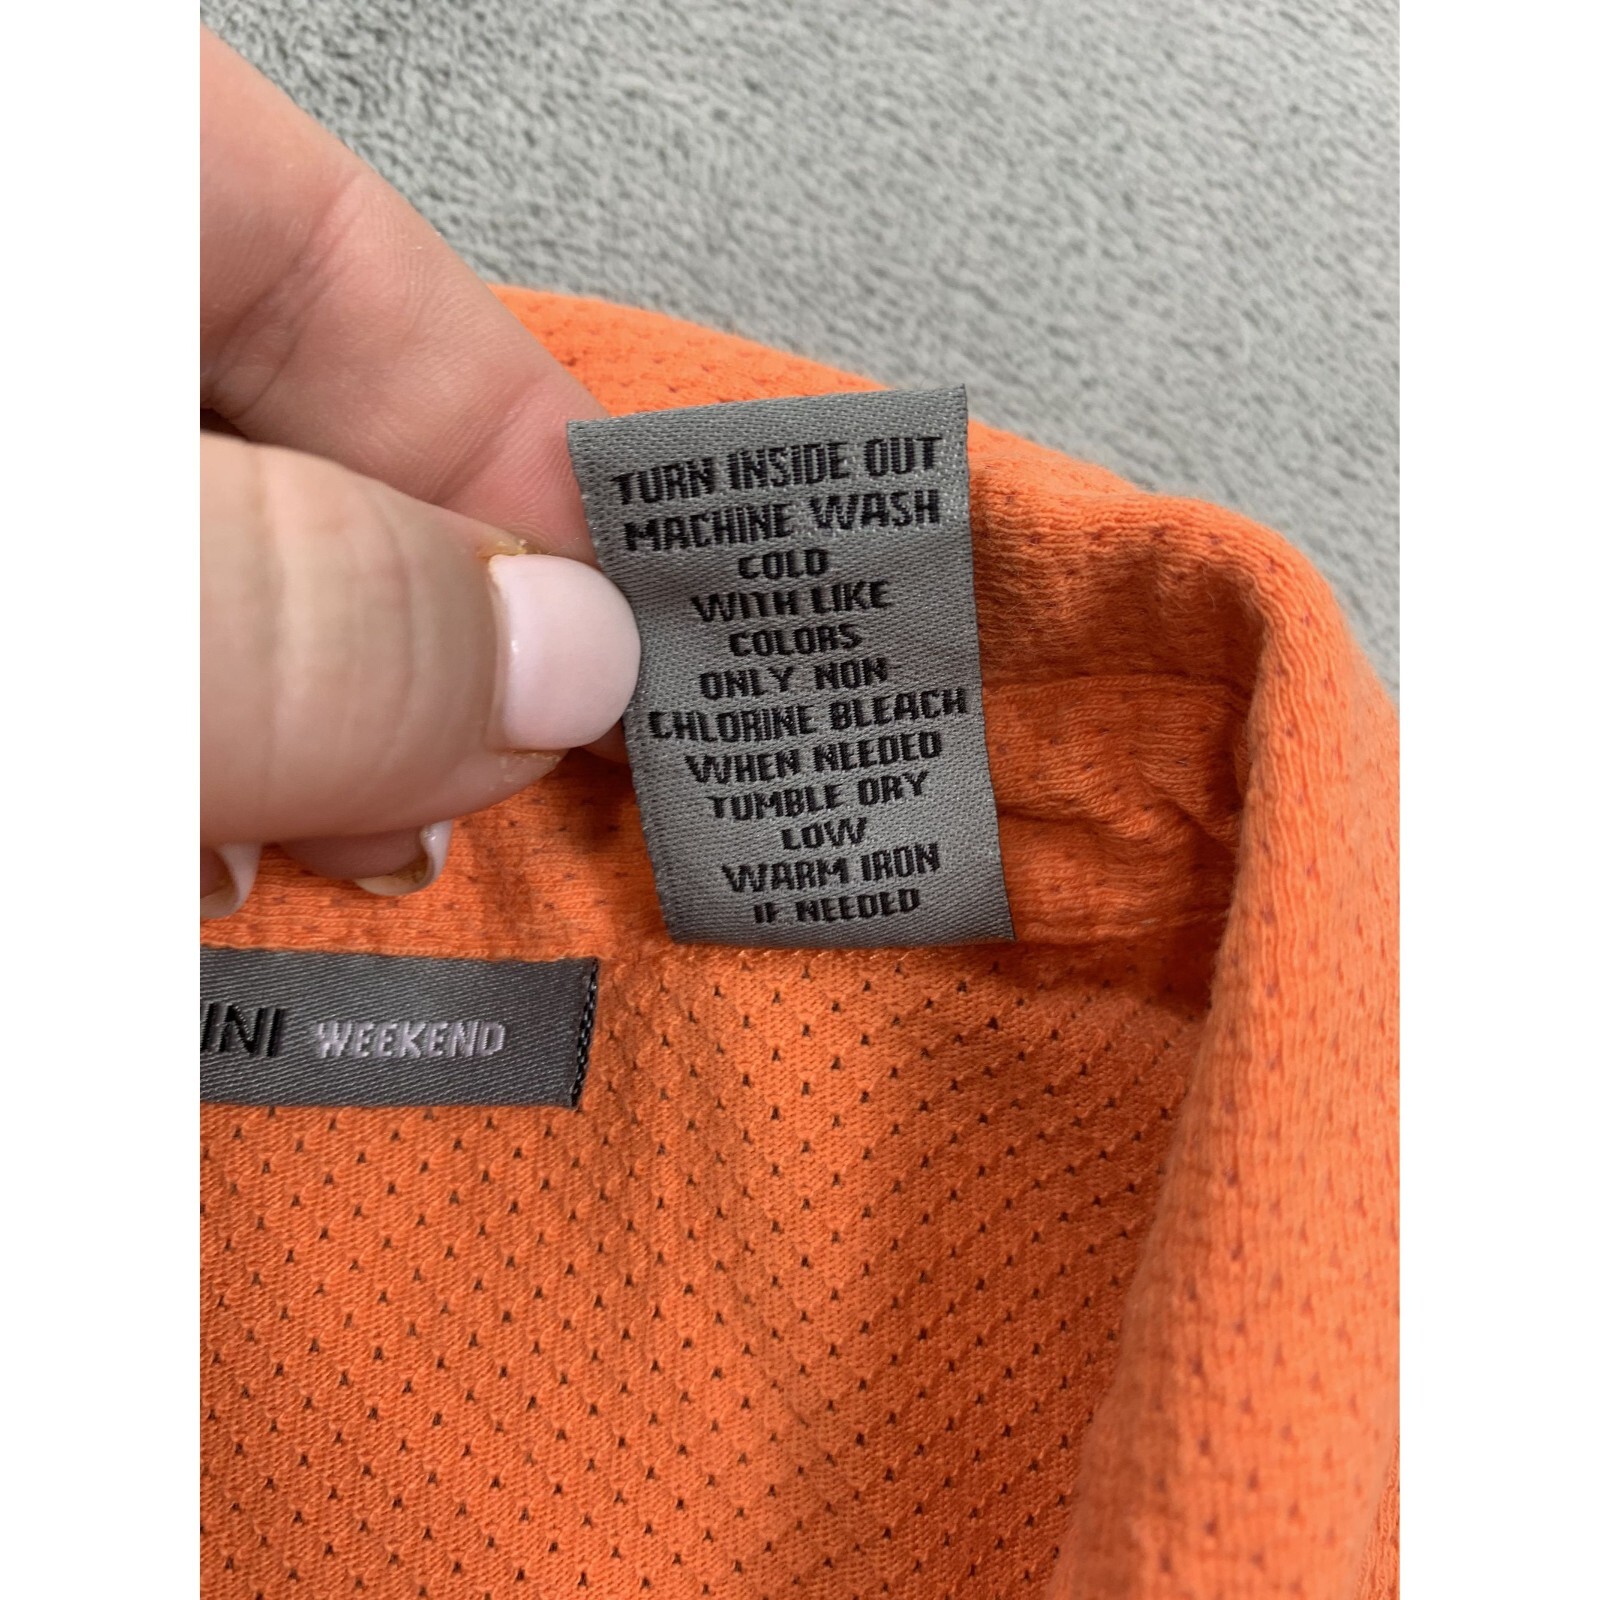 TURN INSIDE OUT
MACHINE WASH
COLD
WITH LIKE
COLORS
ONLY NON-
CHLORINE BLEACH
WHEN NEEDED
TUMBLE DRY
LOW
WARM IRON
IF NEEDED
INI WEEKEND